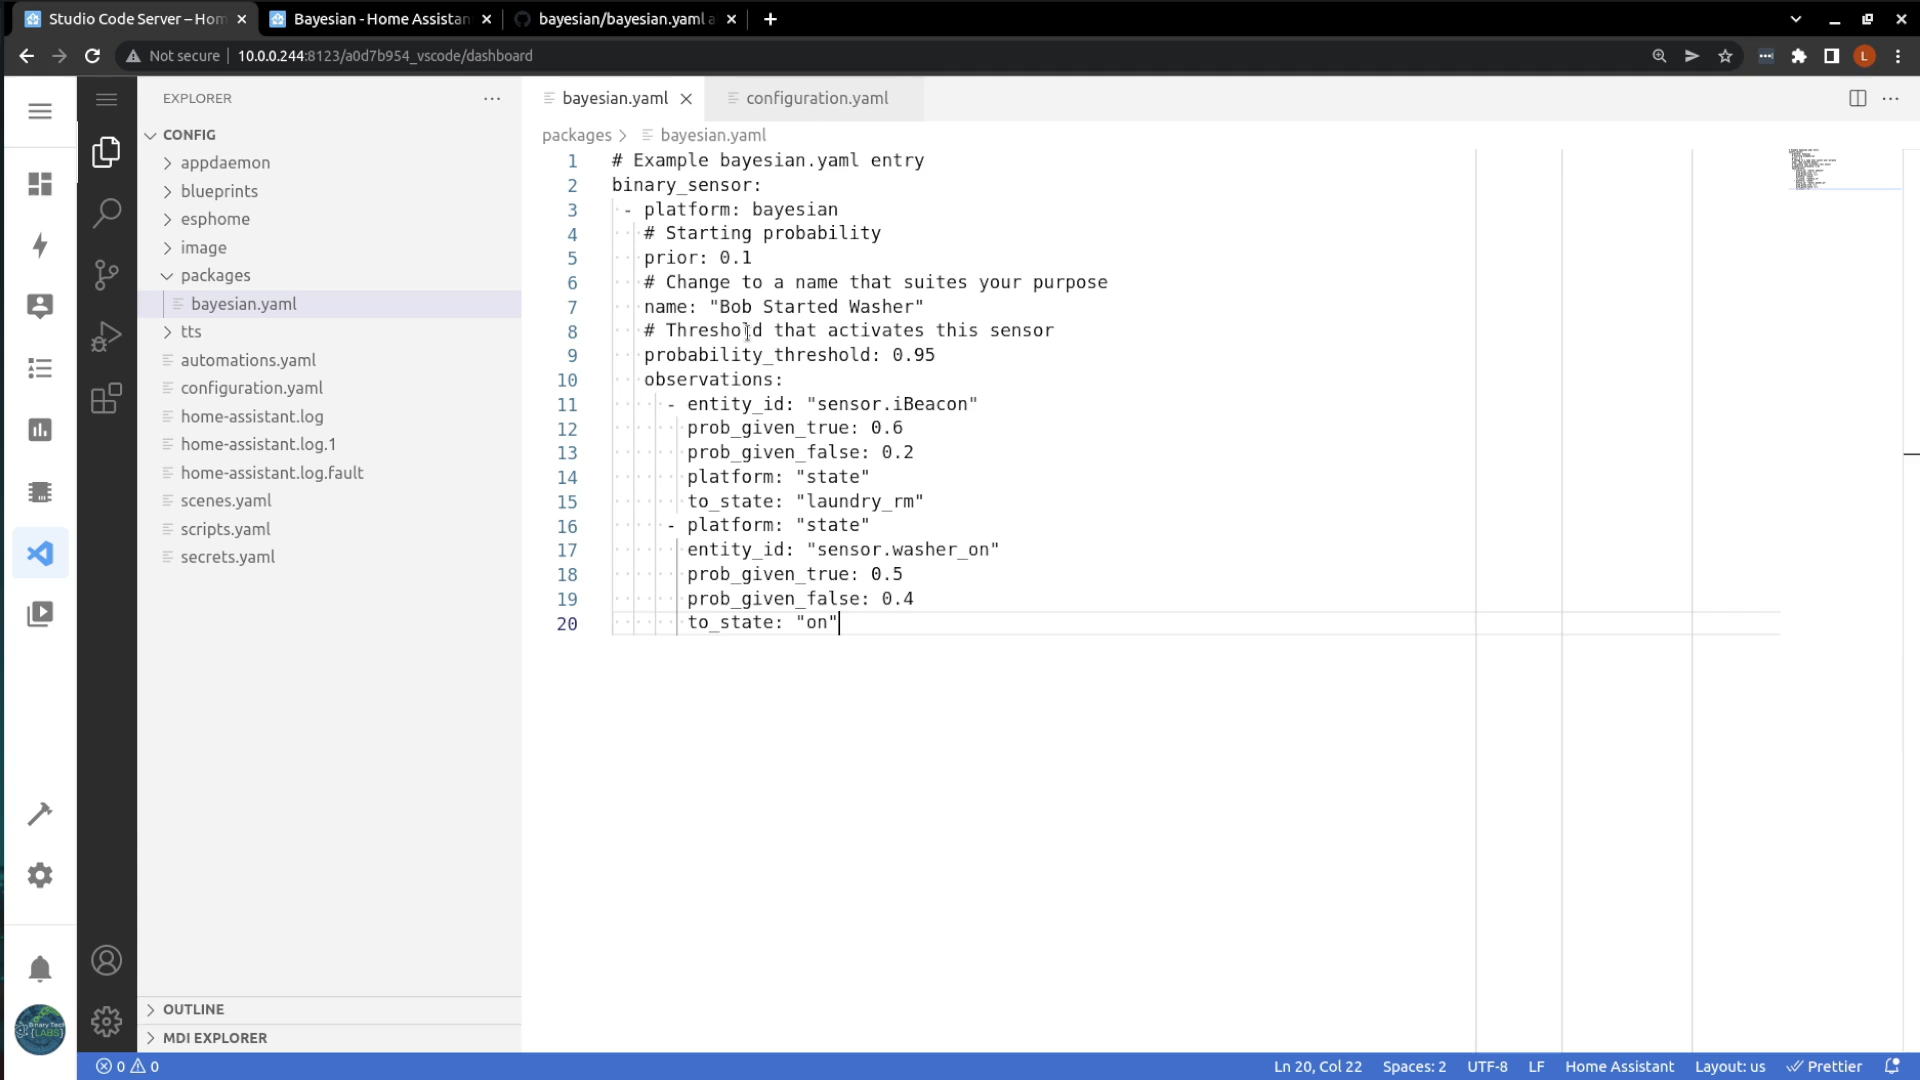 Studio Code Server – Hom
Bayesian - Home Assistan
bayesian/bayesian.yaml a
Not secure
10.0.0.244:8123/a0d7b954_vscode/dashboard
L
EXPLORER
CONFIG
appdaemon
blueprints
esphome
image
packages
bayesian.yaml
tts
automations.yaml
configuration.yaml
home-assistant.log
home-assistant.log.1
home-assistant.log.fault
scenes.yaml
scripts.yaml
secrets.yaml
OUTLINE
MDI EXPLORER
Binary Tech
{LABS}
bayesian.yaml
configuration.yaml
packages > bayesian.yaml
1 # Example bayesian.yaml entry
2 binary_sensor:
3 - platform: bayesian
4 # Starting probability
5 prior: 0.1
6 # Change to a name that suites your purpose
7 name: "Bob Started Washer"
8 # Threshold that activates this sensor
9 probability_threshold: 0.95
10 observations:
11 - entity_id: "sensor.iBeacon"
12 prob_given_true: 0.6
13 prob_given_false: 0.2
14 platform: "state"
15 to_state: "laundry_rm"
16 - platform: "state"
17 entity_id: "sensor.washer_on"
18 prob_given_true: 0.5
19 prob_given_false: 0.4
20 to_state: "on"
0 0
Ln 20, Col 22
Spaces: 2
UTF-8
LF
Home Assistant
Layout: us
Prettier